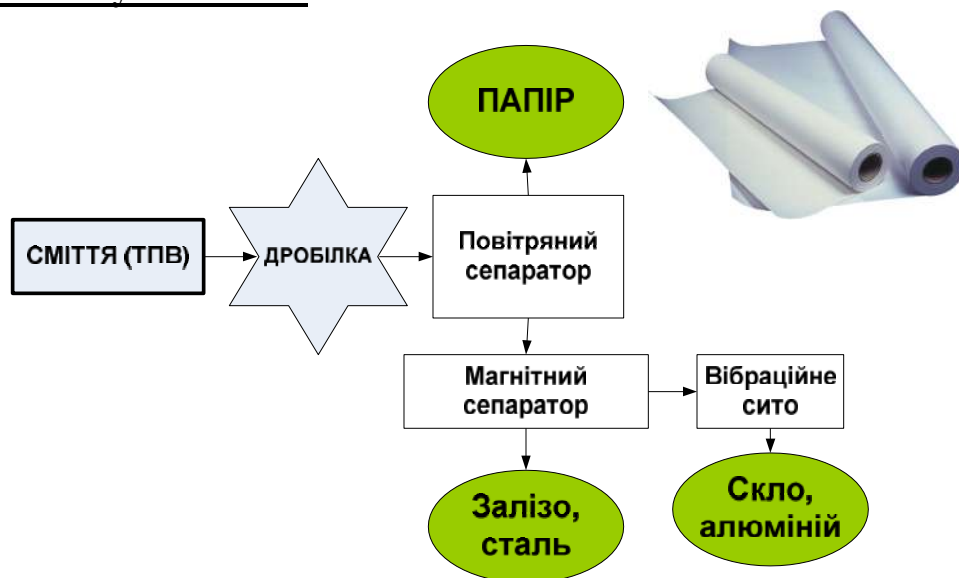 ПАПІР
СМІТТЯ (ТПВ)
ДРОБІЛКА
Повітряний
сепаратор
Магнітний
сепаратор
Вібраційне
сито
Залізо,
сталь
Скло,
алюміній